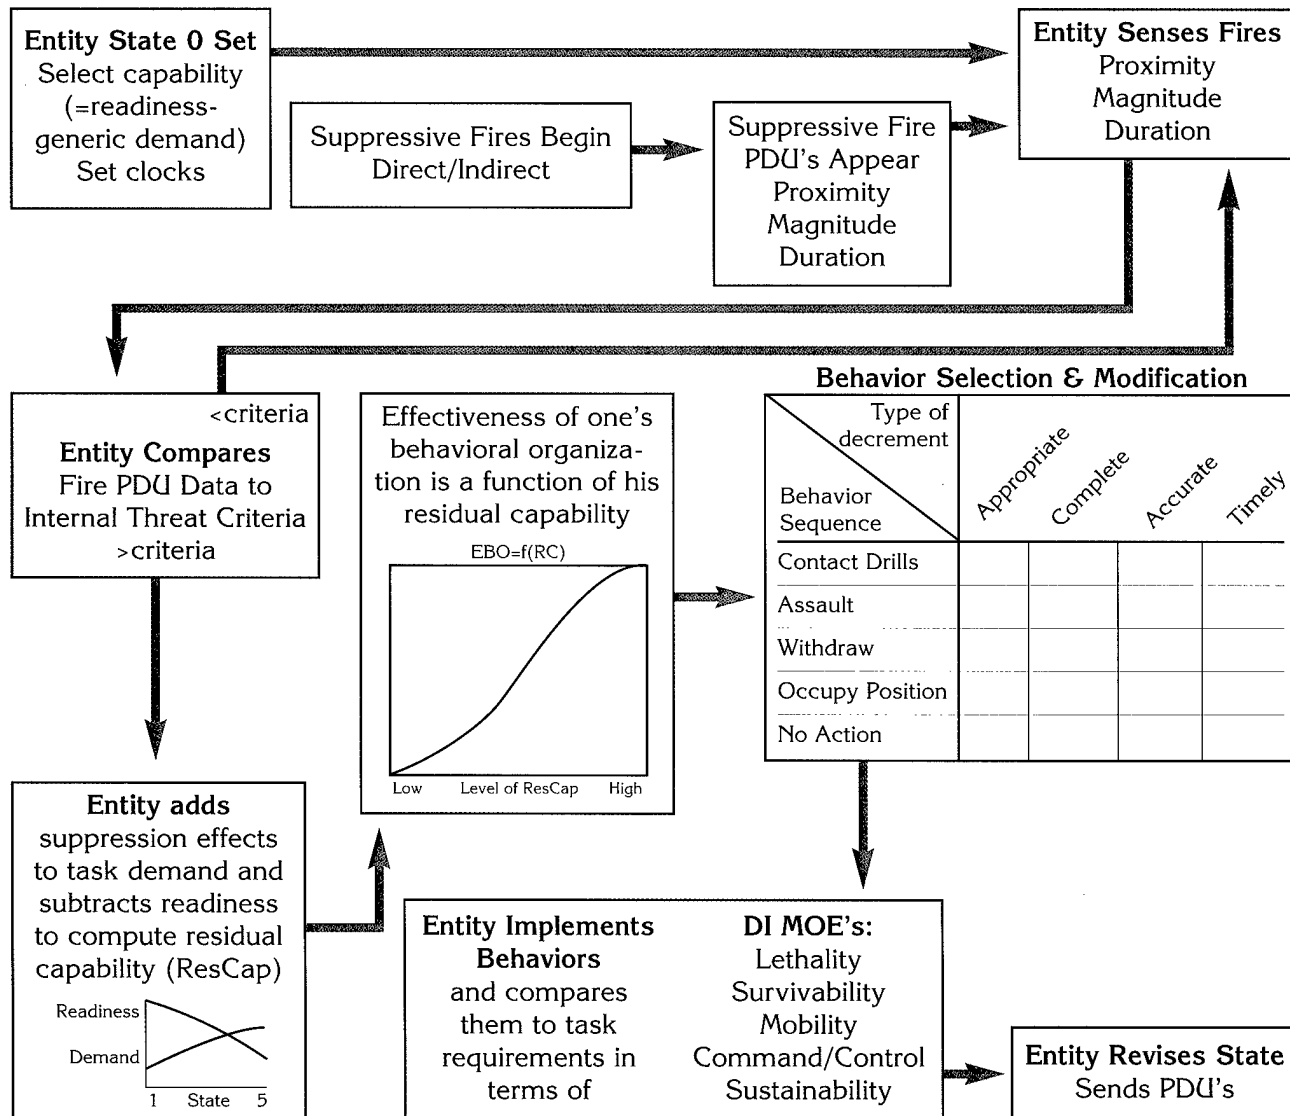 Entity State 0 Set
Select capability
(=readiness-
generic demand)
Set clocks
Suppressive Fires Begin
Direct/Indirect
Suppressive Fire
PDU's Appear
Proximity
Magnitude
Duration
Entity Senses Fires
Proximity
Magnitude
Duration
<criteria
Entity Compares
Fire PDU Data to
Internal Threat Criteria
>criteria
Entity adds
suppression effects
to task demand and
subtracts readiness
to compute residual
capability (ResCap)
Readiness
Demand
1 State 5
Effectiveness of one's
behavioral organiza-
tion is a function of his
residual capability
EBO=f(RC)
Low Level of ResCap High
Behavior Selection & Modification
Type of
decrement
Behavior
Sequence
Appropriate
Complete
Accurate
Timely
Contact Drills
Assault
Withdraw
Occupy Position
No Action
Entity Implements
Behaviors
and compares
them to task
requirements in
terms of
DI MOE's:
Lethality
Survivability
Mobility
Command/Control
Sustainability
Entity Revises State
Sends PDU's